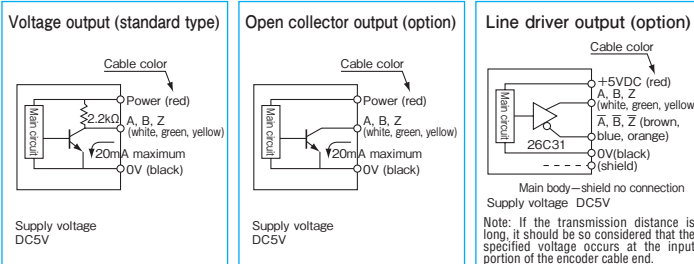 Voltage output (standard type)
Cable color
Main circuit
2.2kΩ
Power (red)
A, B, Z
(white, green, yellow)
20mA maximum
0V (black)
Supply voltage
DC5V
Open collector output (option)
Cable color
Main circuit
Power (red)
A, B, Z
(white, green, yellow)
20mA maximum
0V (black)
Supply voltage
DC5V
Line driver output (option)
Cable color
Main circuit
26C31
+5VDC (red)
A, B, Z
(white, green, yellow
A̅, B̅, Z̅ (brown,
blue, orange)
0V(black)
(shield)
Main body–shield no connection
Supply voltage DC5V
Note: If the transmission distance is
long, it should be so considered that the
specified voltage occurs at the input
portion of the encoder cable end.